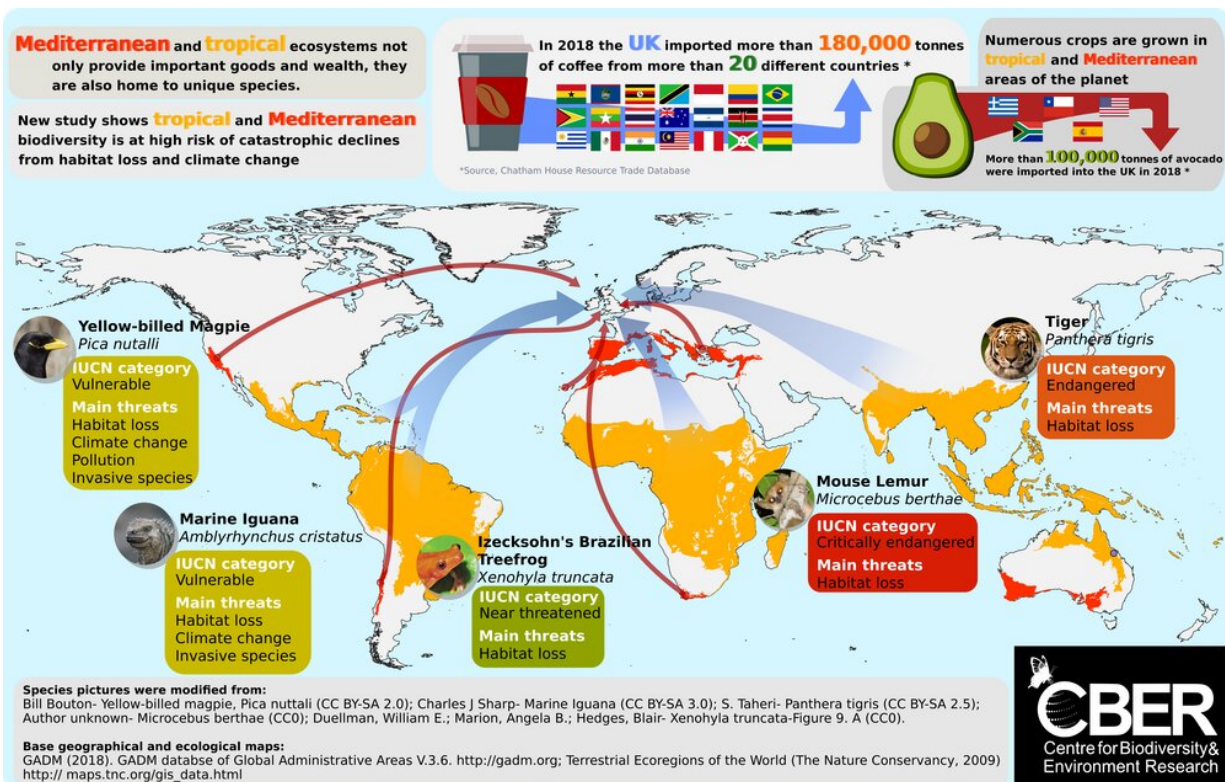 Mediterranean and tropical ecosystems not
only provide important goods and wealth, they
are also home to unique species.
New study shows tropical and Mediterranean
biodiversity is at high risk of catastrophic declines
from habitat loss and climate change
In 2018 the UK imported more than 180,000 tonnes
of coffee from more than 20 different countries *
*Source, Chatham House Resource Trade Database
Numerous crops are grown in
tropical and Mediterranean
areas of the planet
More than 100,000 tonnes of avocado
were imported into the UK in 2018 *
Yellow-billed Magpie
Pica nutalli
IUCN category
Vulnerable
Main threats
Habitat loss
Climate change
Pollution
Invasive species
Marine Iguana
Amblyrhynchus cristatus
IUCN category
Vulnerable
Main threats
Habitat loss
Climate change
Invasive species
Izecksohn's Brazilian
Treefrog
Xenohyla truncata
IUCN category
Near threatened
Main threats
Habitat loss
Mouse Lemur
Microcebus berthae
IUCN category
Critically endangered
Main threats
Habitat loss
Tiger
Panthera tigris
IUCN category
Endangered
Main threats
Habitat loss
Species pictures were modified from:
Bill Bouton- Yellow-billed magpie, Pica nuttali (CC BY-SA 2.0); Charles J Sharp- Marine Iguana (CC BY-SA 3.0); S. Taheri- Panthera tigris (CC BY-SA 2.5);
Author unknown- Microcebus berthae (CC0); Duellman, William E.; Marion, Angela B.; Hedges, Blair- Xenohyla truncata-Figure 9. A (CC0).
Base geographical and ecological maps:
GADM (2018). GADM databse of Global Administrative Areas V.3.6. http://gadm.org; Terrestrial Ecoregions of the World (The Nature Conservancy, 2009)
http:// maps.tnc.org/gis_data.html
CBER
Centre for Biodiversity&
Environment Research